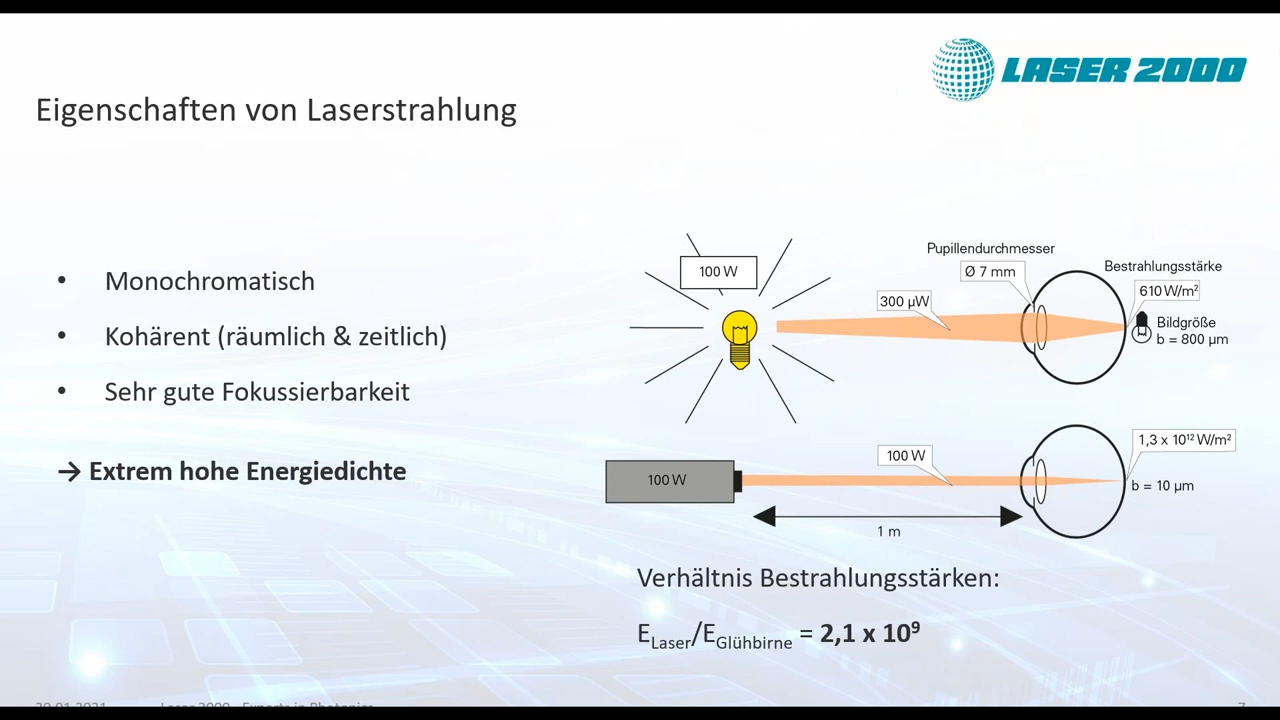 LASER 2000
Eigenschaften von Laserstrahlung
• Monochromatisch
• Kohärent (räumlich & zeitlich)
• Sehr gute Fokussierbarkeit
→ Extrem hohe Energiedichte
100 W
Pupillendurchmesser
Ø 7 mm
300 µW
Bestrahlungsstärke
610 W/m²
Bildgröße
b = 800 µm
100 W
100 W
1,3 x 10¹² W/m²
b = 10 µm
1 m
Verhältnis Bestrahlungsstärken:
E_Laser/E_Glühbirne = 2,1 x 10⁹